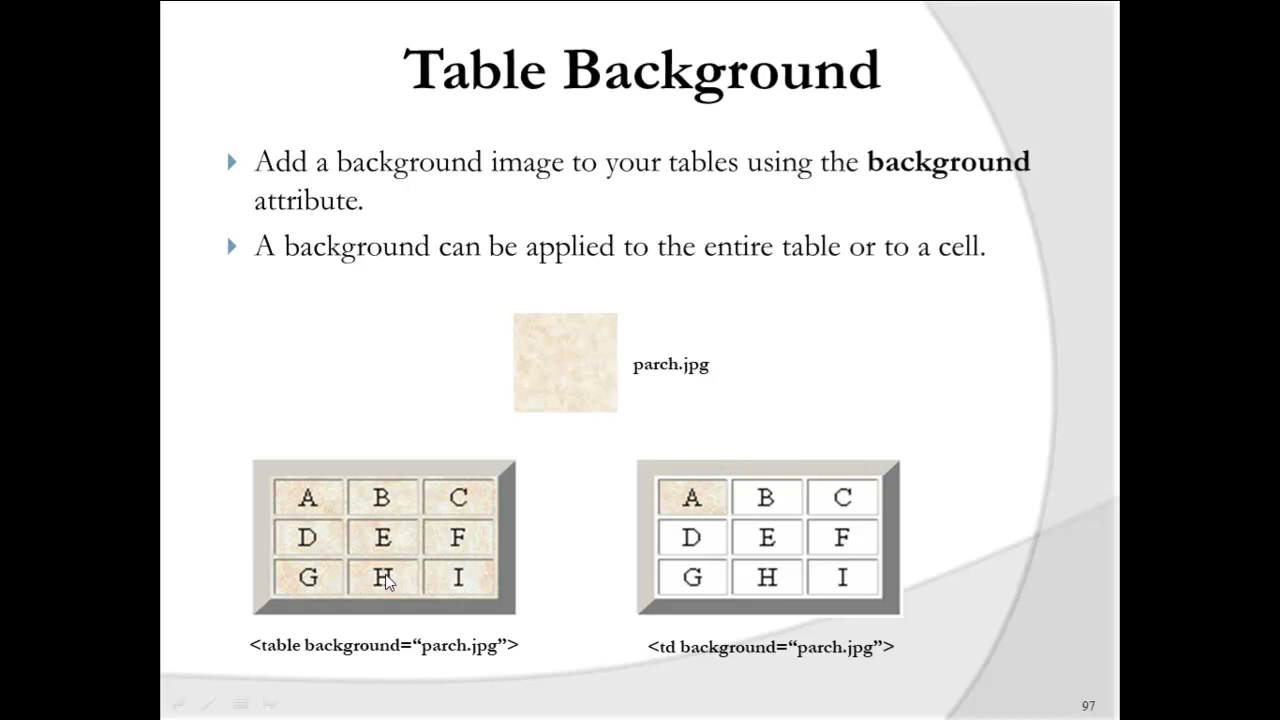 Table Background
Add a background image to your tables using the background
attribute.
A background can be applied to the entire table or to a cell.
parch.jpg
A B C
D E F
G H I
<table background=“parch.jpg”>
A B C
D E F
G H I
<td background=“parch.jpg”>
97